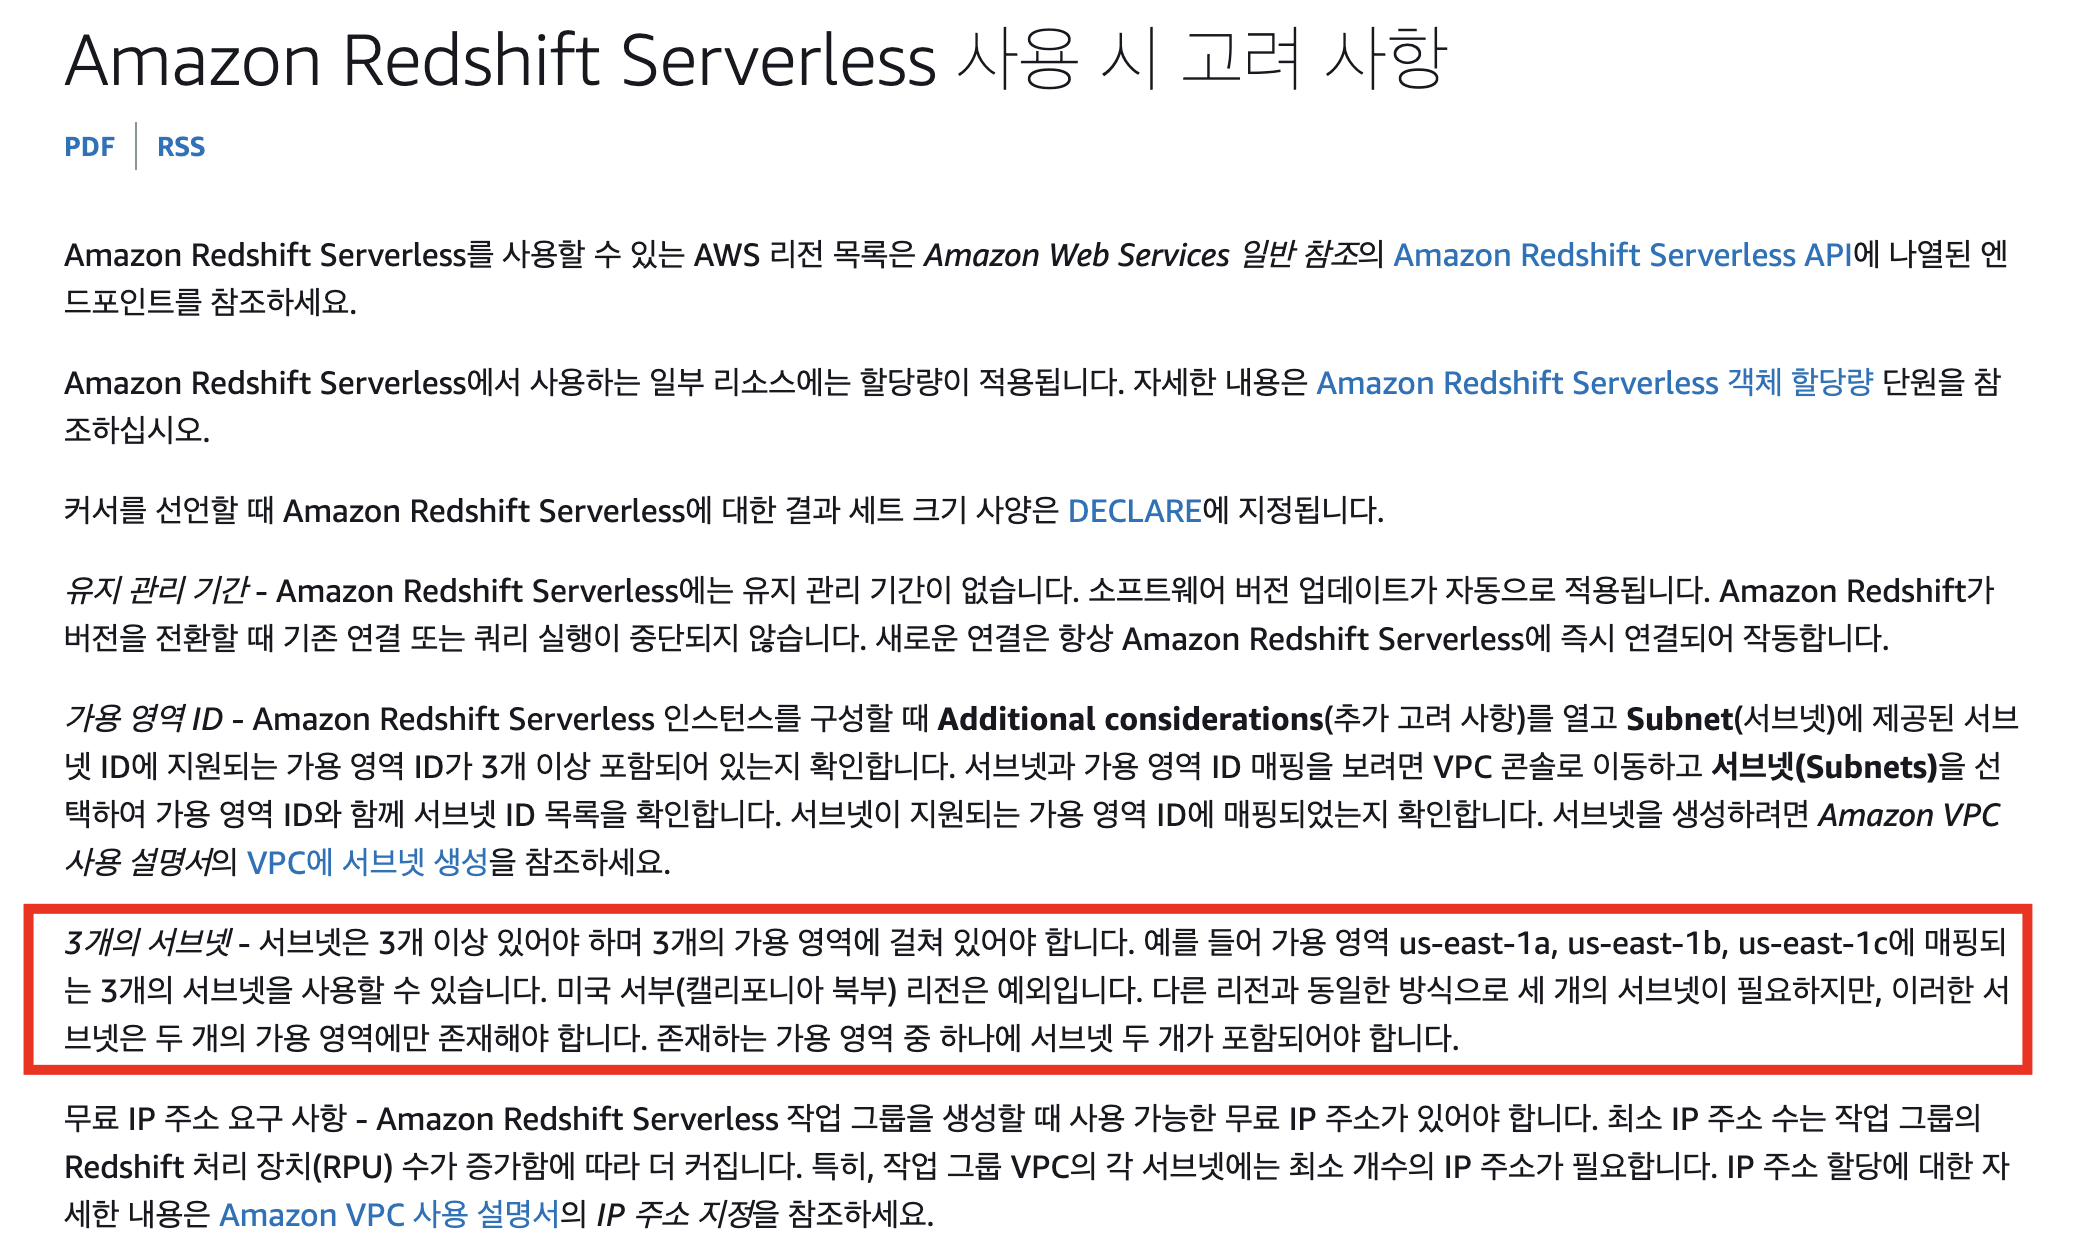 Amazon Redshift Serverless 사용 시 고려 사항
PDF | RSS
Amazon Redshift Serverless를 사용할 수 있는 AWS 리전 목록은 Amazon Web Services 일반 참조의 Amazon Redshift Serverless API에 나열된 엔
드포인트를 참조하세요.
Amazon Redshift Serverless에서 사용하는 일부 리소스에는 할당량이 적용됩니다. 자세한 내용은 Amazon Redshift Serverless 객체 할당량 단원을 참
조하십시오.
커서를 선언할 때 Amazon Redshift Serverless에 대한 결과 세트 크기 사양은 DECLARE에 지정됩니다.
유지 관리 기간 - Amazon Redshift Serverless에는 유지 관리 기간이 없습니다. 소프트웨어 버전 업데이트가 자동으로 적용됩니다. Amazon Redshift가
버전을 전환할 때 기존 연결 또는 쿼리 실행이 중단되지 않습니다. 새로운 연결은 항상 Amazon Redshift Serverless에 즉시 연결되어 작동합니다.
가용 영역 ID - Amazon Redshift Serverless 인스턴스를 구성할 때 Additional considerations(추가 고려 사항)를 열고 Subnet(서브넷)에 제공된 서브
넷 ID에 지원되는 가용 영역 ID가 3개 이상 포함되어 있는지 확인합니다. 서브넷과 가용 영역 ID 매핑을 보려면 VPC 콘솔로 이동하고 서브넷(Subnets)을 선
택하여 가용 영역 ID와 함께 서브넷 ID 목록을 확인합니다. 서브넷이 지원되는 가용 영역 ID에 매핑되었는지 확인합니다. 서브넷을 생성하려면 Amazon VPC
사용 설명서의 VPC에 서브넷 생성을 참조하세요.
3개의 서브넷 - 서브넷은 3개 이상 있어야 하며 3개의 가용 영역에 걸쳐 있어야 합니다. 예를 들어 가용 영역 us-east-1a, us-east-1b, us-east-1c에 매핑되
는 3개의 서브넷을 사용할 수 있습니다. 미국 서부(캘리포니아 북부) 리전은 예외입니다. 다른 리전과 동일한 방식으로 세 개의 서브넷이 필요하지만, 이러한 서
브넷은 두 개의 가용 영역에만 존재해야 합니다. 존재하는 가용 영역 중 하나에 서브넷 두 개가 포함되어야 합니다.
무료 IP 주소 요구 사항 - Amazon Redshift Serverless 작업 그룹을 생성할 때 사용 가능한 무료 IP 주소가 있어야 합니다. 최소 IP 주소 수는 작업 그룹의
Redshift 처리 장치(RPU) 수가 증가함에 따라 더 커집니다. 특히, 작업 그룹 VPC의 각 서브넷에는 최소 개수의 IP 주소가 필요합니다. IP 주소 할당에 대한 자
세한 내용은 Amazon VPC 사용 설명서의 IP 주소 지정을 참조하세요.